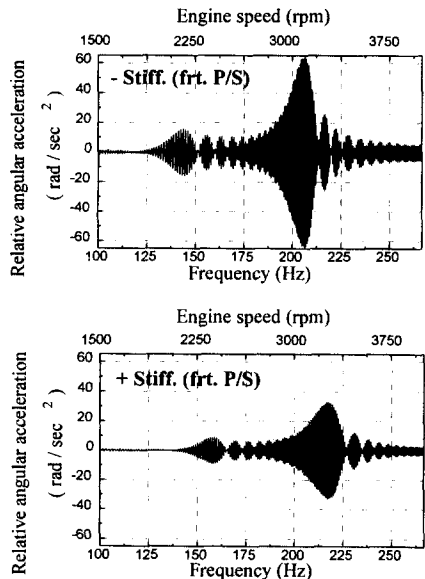 Engine speed (rpm)
1500 2250 3000 3750
- Stiff. (frt. P/S)
Relative angular acceleration
( rad / sec 2 )
60
40
20
0
-20
-40
-60
100 125 150 175 200 225 250
Frequency (Hz)
Engine speed (rpm)
1500 2250 3000 3750
+ Stiff. (frt. P/S)
Relative angular acceleration
( rad / sec 2 )
60
40
20
0
-20
-40
-60
100 125 150 175 200 225 250
Frequency (Hz)